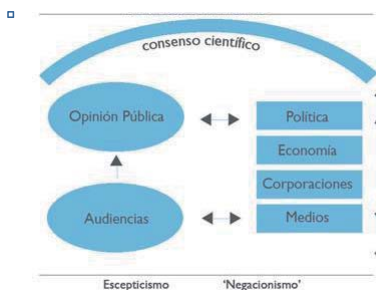 consenso científico
Opinión Pública
Política
Economía
Corporaciones
Audiencias
Medios
Escepticismo
'Negacionismo'